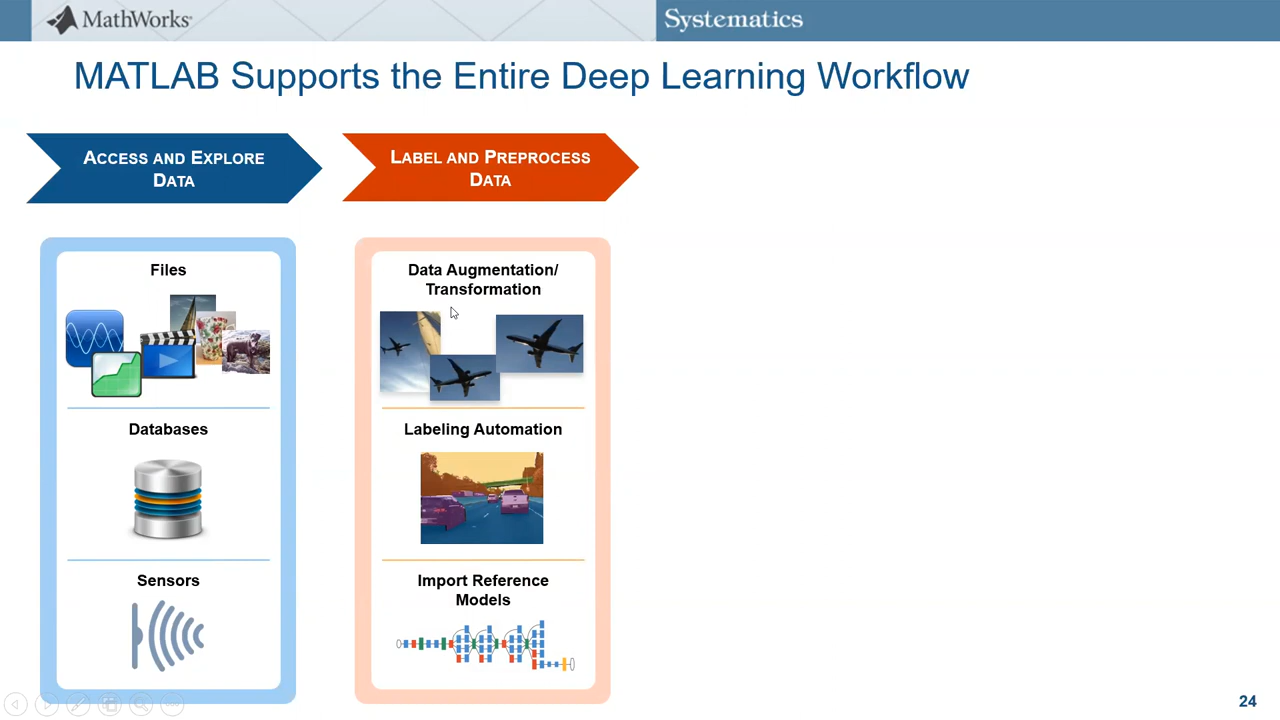 MathWorks®
Systematics
MATLAB Supports the Entire Deep Learning Workflow
ACCESS AND EXPLORE
DATA
LABEL AND PREPROCESS
DATA
Files
Databases
Sensors
Data Augmentation/
Transformation
Labeling Automation
Import Reference
Models
24